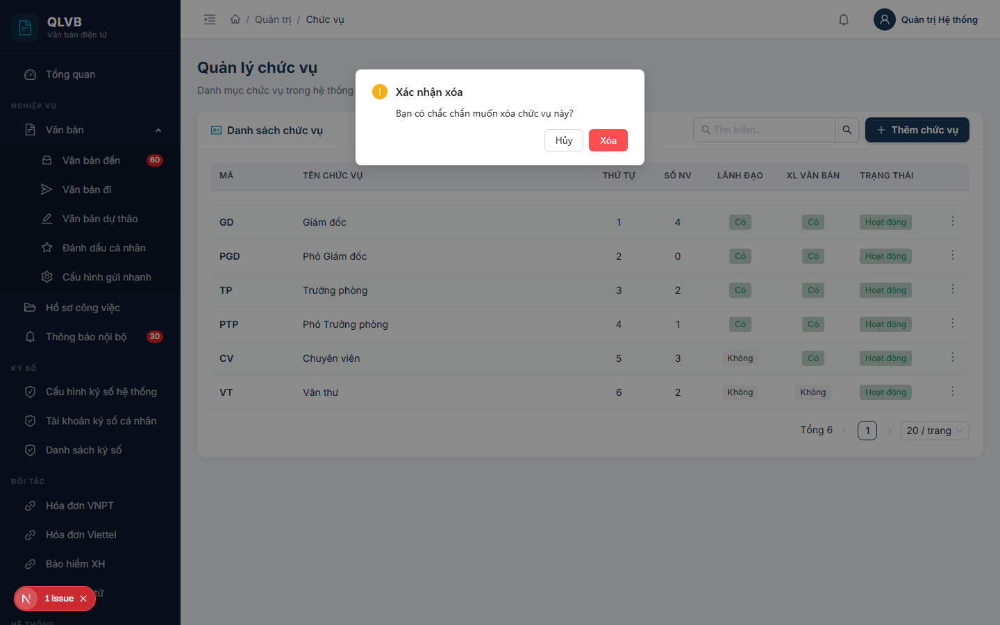 QLVB
Văn bản điện tử
Tổng quan
NGHIỆP VỤ
Văn bản
Văn bản đến 60
Văn bản đi
Văn bản dự thảo
Đánh dấu cá nhân
Cấu hình gửi nhanh
Hồ sơ công việc
Thông báo nội bộ 30
KÝ SỐ
Cấu hình ký số hệ thống
Tài khoản ký số cá nhân
Danh sách ký số
ĐỐI TÁC
Hóa đơn VNPT
Hóa đơn Viettel
Bảo hiểm XH
tử
N 1 Issue
HỆ THỐNG
/ Quản trị / Chức vụ
Quản trị Hệ thống
Quản lý chức vụ
Danh mục chức vụ trong hệ thống
Xác nhận xóa
Bạn có chắc chắn muốn xóa chức vụ này?
Hủy Xóa
Danh sách chức vụ
Tìm kiếm...
Thêm chức vụ
MÃ TÊN CHỨC VỤ THỨ TỰ SỐ NV LÃNH ĐẠO XL VĂN BẢN TRẠNG THÁI
GD Giám đốc 1 4 Có Có Hoạt động
PGD Phó Giám đốc 2 0 Có Có Hoạt động
TP Trưởng phòng 3 2 Có Có Hoạt động
PTP Phó Trưởng phòng 4 1 Có Có Hoạt động
CV Chuyên viên 5 3 Không Có Hoạt động
VT Văn thư 6 2 Không Không Hoạt động
Tổng 6 1 20 / trang